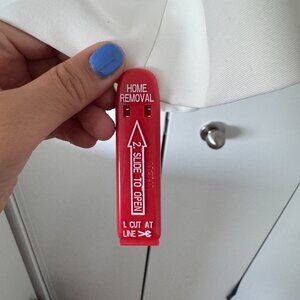 HOME
REMOVAL
2. SLIDE TO OPEN
1. CUT AT
LINE